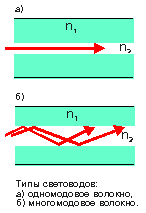 а)
n1
n2
б)
n1
n2
Типы световодов:
а) одномодовое волокно,
б) многомодовое волокно.